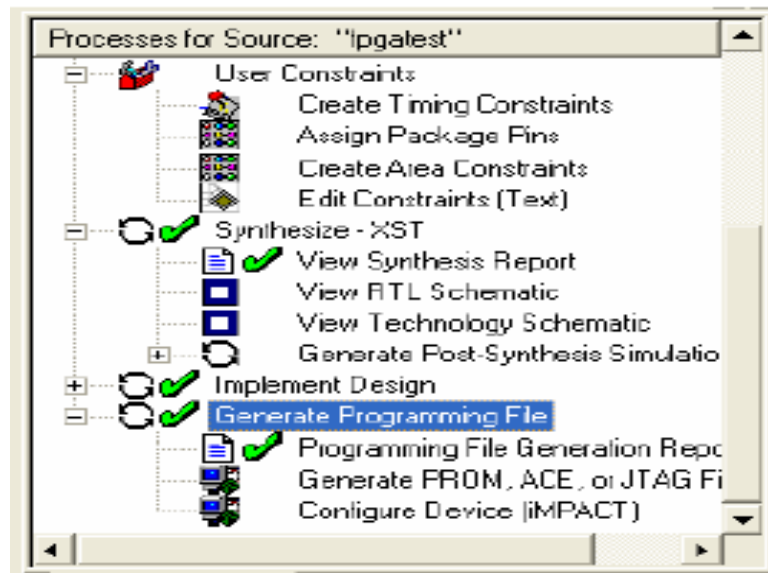 Processes for Source: "fpgatest"
User Constraints
Create Timing Constraints
Assign Package Pins
Create Area Constraints
Edit Constraints (Text)
Synthesize - XST
View Synthesis Report
View RTL Schematic
View Technology Schematic
Generate Post-Synthesis Simulatio
Implement Design
Generate Programming File
Programming File Generation Repo
Generate PROM, ACE, or JTAG Fi
Configure Device (iMPACT)